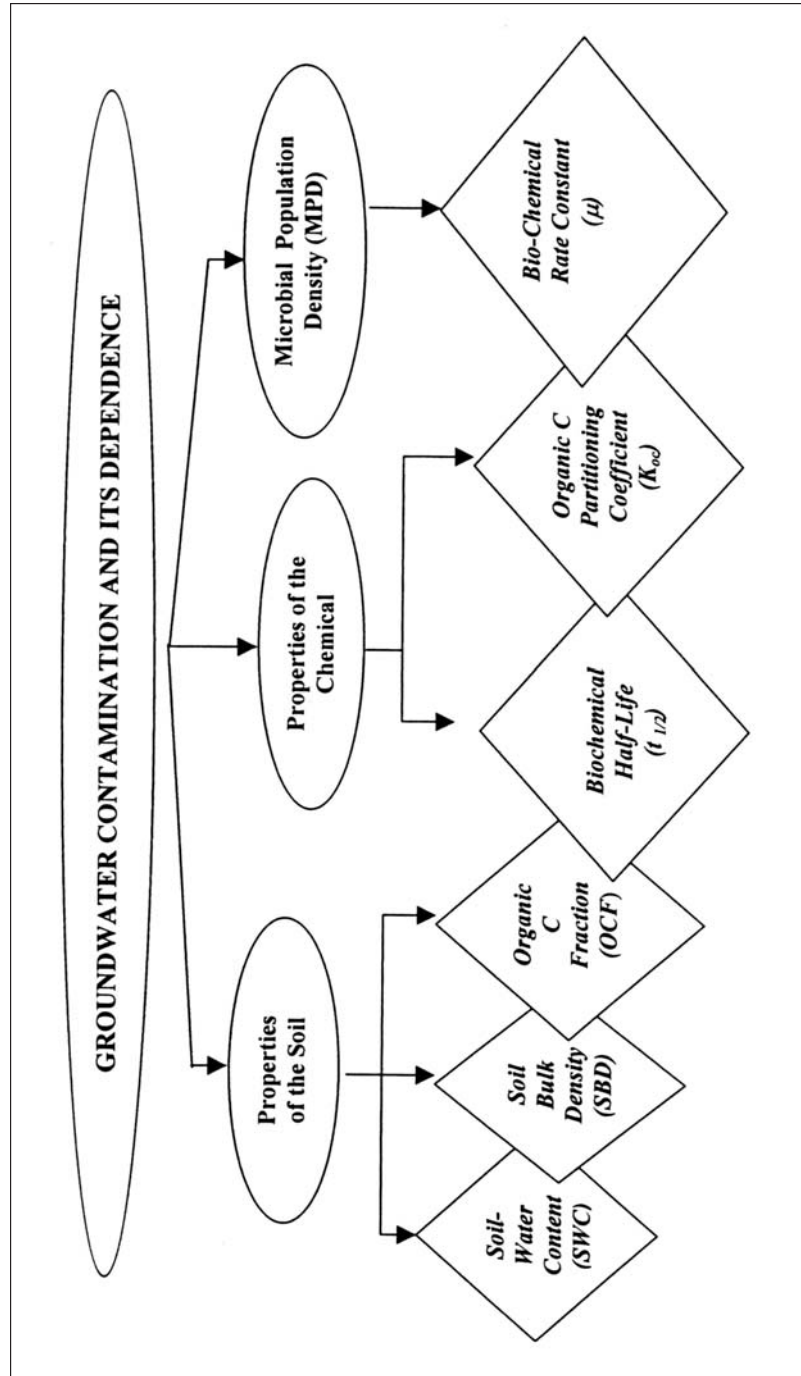 GROUNDWATER CONTAMINATION AND ITS DEPENDENCE
Properties
of the Soil
Properties of the
Chemical
Microbial Population
Density (MPD)
Soil-
Water
Content
(SWC)
Soil
Bulk
Density
(SBD)
Organic
C
Fraction
(OCF)
Biochemical
Half-Life
(t 1/2)
Organic C
Partitioning
Coefficient
(Koc)
Bio-Chemical
Rate Constant
(μ)